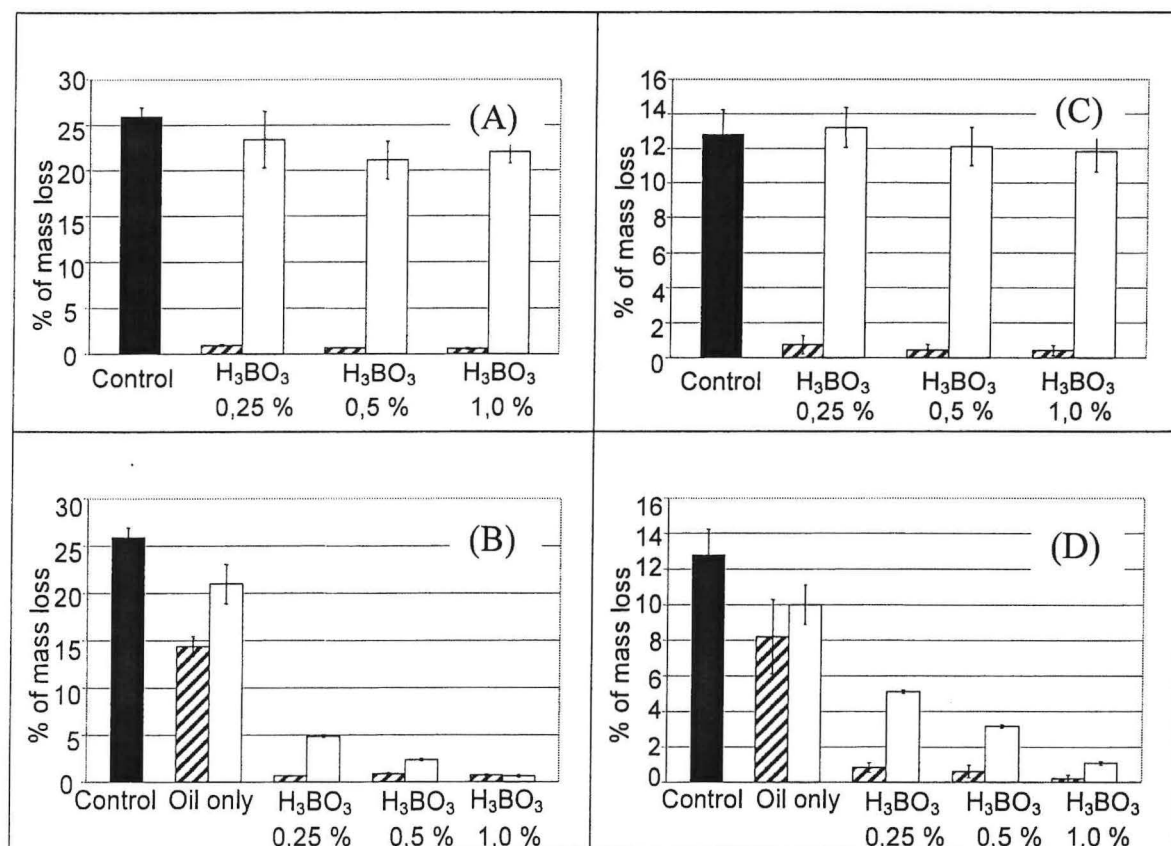 (A)
% of mass loss
30
25
20
15
10
5
0
Control
H₃BO₃ H₃BO₃ H₃BO₃
0,25 % 0,5 % 1,0 %
(C)
% of mass loss
16
14
12
10
8
6
4
2
0
Control
H₃BO₃ H₃BO₃ H₃BO₃
0,25 % 0,5 % 1,0 %
(B)
% of mass loss
30
25
20
15
10
5
0
Control Oil only H₃BO₃ H₃BO₃ H₃BO₃
0,25 % 0,5 % 1,0 %
(D)
% of mass loss
16
14
12
10
8
6
4
2
0
Control Oil only H₃BO₃ H₃BO₃ H₃BO₃
0,25 % 0,5 % 1,0 %